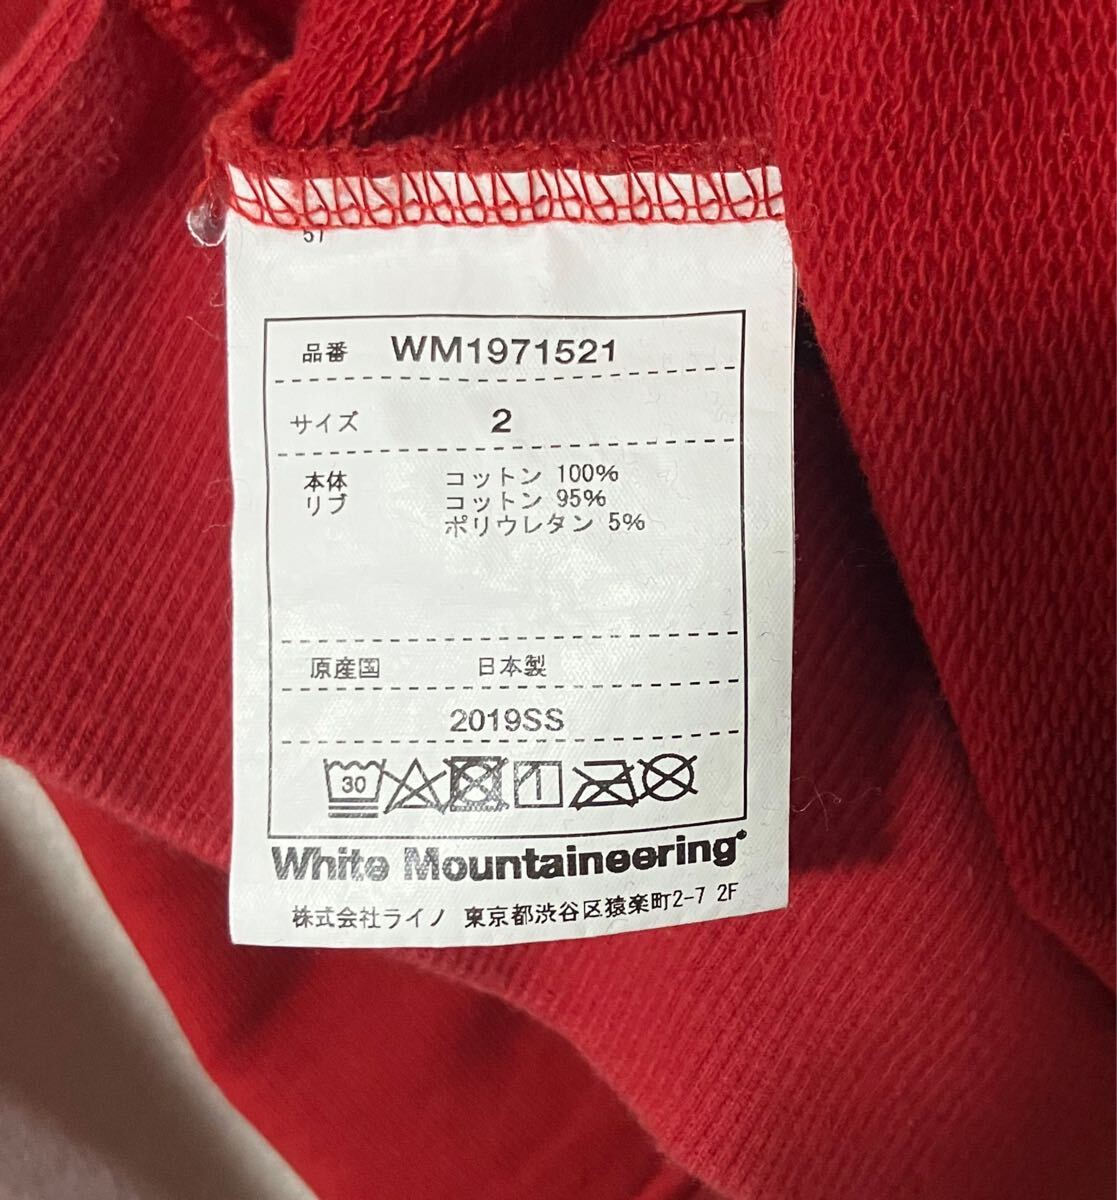 品番 WM1971521
サイズ 2
本体 コットン 100%
リブ コットン 95%
ポリウレタン 5%
原産国 日本製
2019SS
30
White Mountaineering®
株式会社ライノ 東京都渋谷区猿楽町2-7 2F